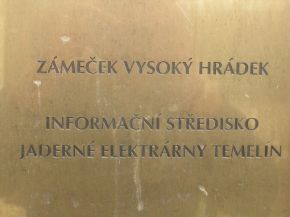 ZÁMEČEK VYSOKÝ HRÁDEK
INFORMAČNÍ STŘEDISKO
JADERNÉ ELEKTRÁRNY TEMELÍN